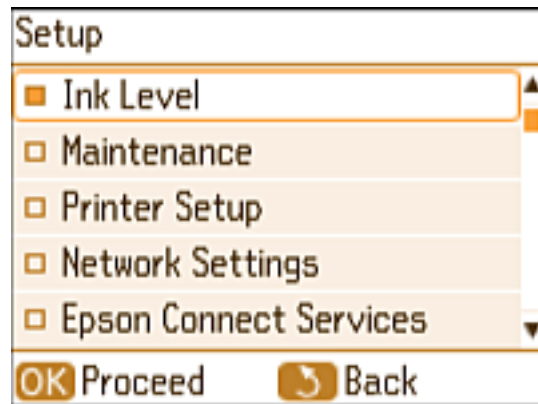 Setup
Ink Level
Maintenance
Printer Setup
Network Settings
Epson Connect Services
OK Proceed Back